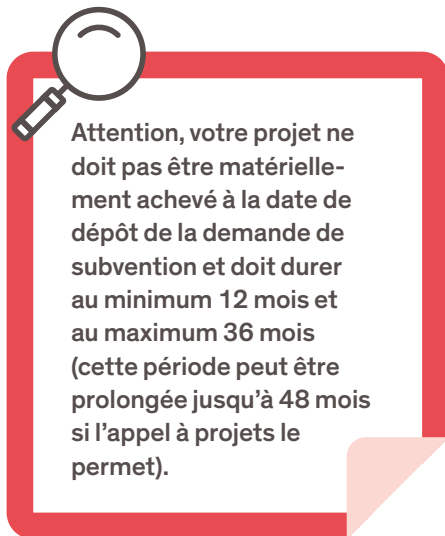 Attention, votre projet ne
doit pas être matérielle-
ment achevé à la date de
dépôt de la demande de
subvention et doit durer
au minimum 12 mois et
au maximum 36 mois
(cette période peut être
prolongée jusqu'à 48 mois
si l'appel à projets le
permet).